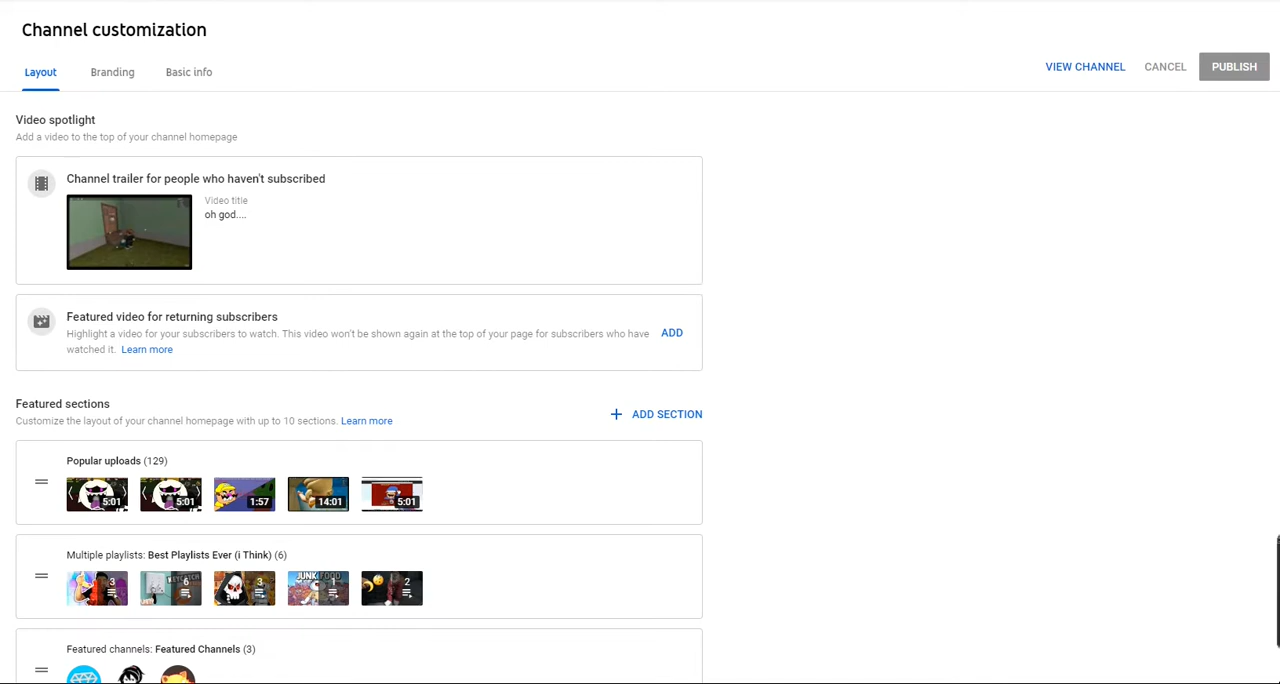 Channel customization
Layout
Branding
Basic info
VIEW CHANNEL
CANCEL
PUBLISH
Video spotlight
Add a video to the top of your channel homepage
Channel trailer for people who haven't subscribed
Video title
oh god....
Featured video for returning subscribers
Highlight a video for your subscribers to watch. This video won't be shown again at the top of your page for subscribers who have
watched it. Learn more
ADD
Featured sections
Customize the layout of your channel homepage with up to 10 sections. Learn more
ADD SECTION
Popular uploads (129)
5:01
5:01
1:57
14:01
5:01
Multiple playlists: Best Playlists Ever (i Think) (6)
3
KEYCATCH
6
3
JUNK FOOD
1
2
Featured channels: Featured Channels (3)